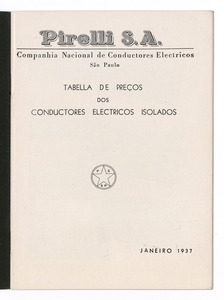 Pirelli S.A.
Companhia Nacional de Conductores Electricos
São Paulo
TABELLA DE PREÇOS
DOS
CONDUCTORES ELECTRICOS ISOLADOS
JANEIRO 1937